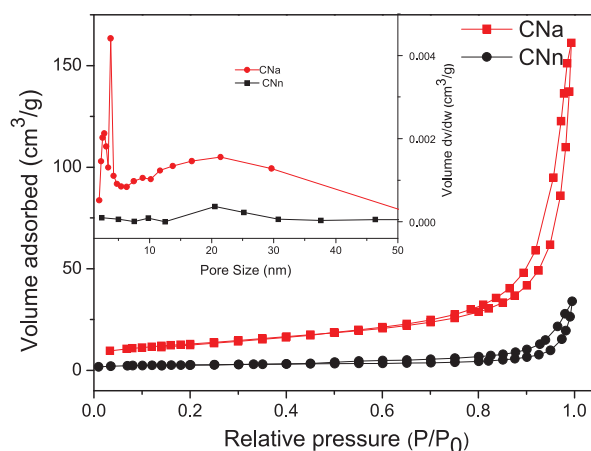 CNa
CNn
CNa
CNn
Volume adsorbed (cm³/g)
150
100
50
0
0.0 0.2 0.4 0.6 0.8 1.0
Relative pressure (P/P₀)
0.004
0.002
0.000
Volume dv/dw (cm³/g)
0 10 20 30 40 50
Pore Size (nm)